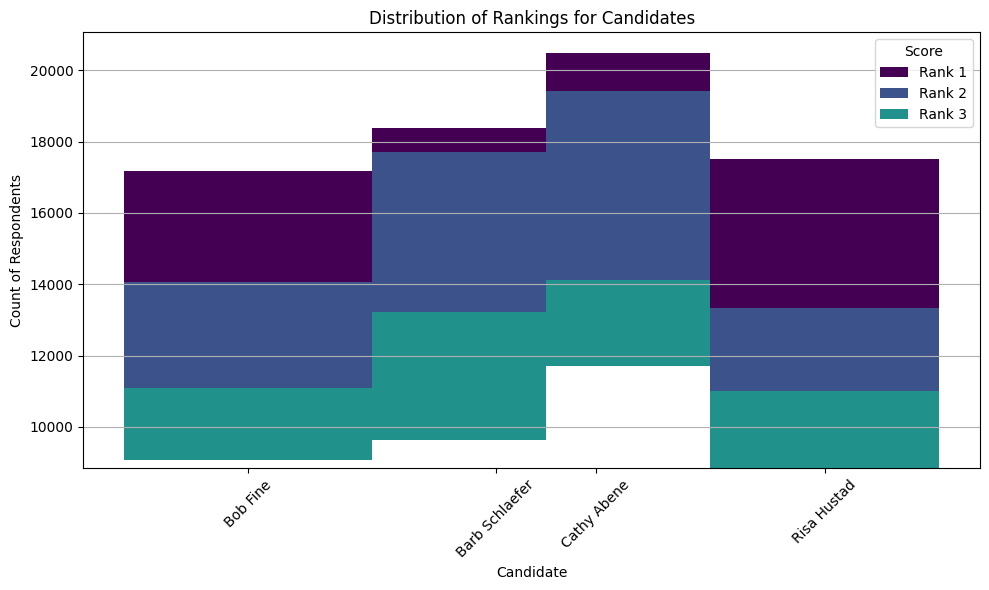 Distribution of Rankings for Candidates
Score
Rank 1
Rank 2
Rank 3
Count of Respondents
20000
18000
16000
14000
12000
10000
Bob Fine
Barb Schlaefer
Cathy Abene
Risa Hustad
Candidate